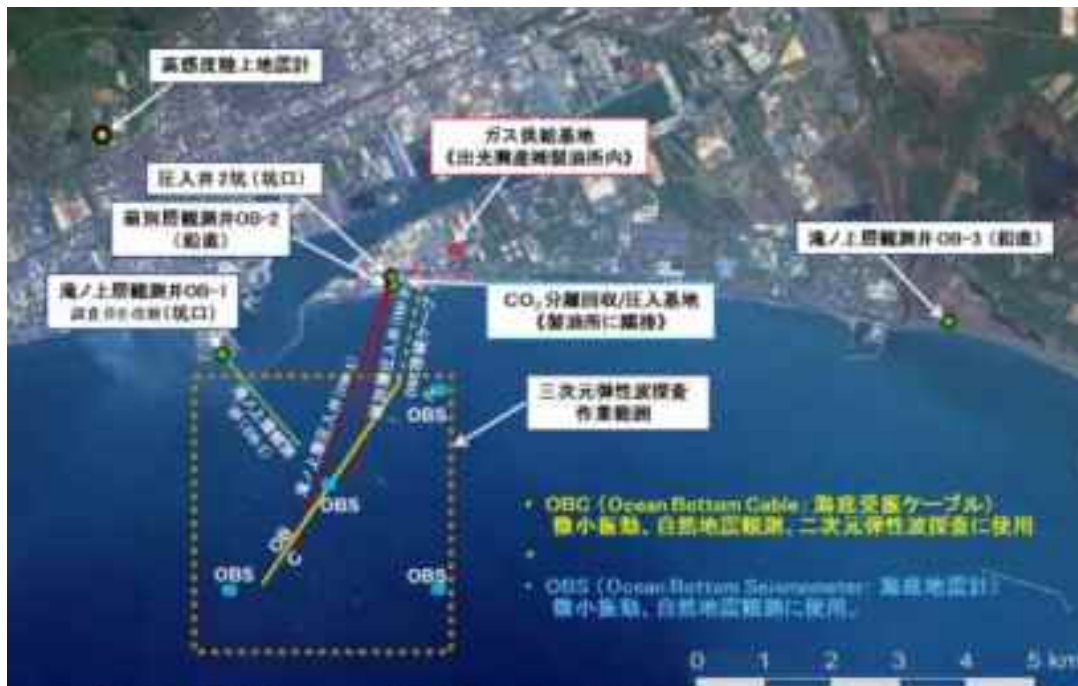 高感度陸上地震計
ガス供給基地
《出光興産㈱製油所内》
圧入井2坑（坑口）
萌別層観測井OB-2
（鉛直）
滝ノ上層観測井OB-3（鉛直）
滝ノ上層観測井OB-1
(坑口)
CO₂分離回収/圧入基地
《製油所に隣接》
三次元弾性波探査
作業範囲
OBS
OBS
OBC
OBS
OBS
• OBC（Ocean Bottom Cable：海底受振ケーブル）
微小振動、自然地震観測、二次元弾性波探査に使用
•
• OBS（Ocean Bottom Seismometer：海底地震計）
微小振動、自然地震観測に使用。
0 1 2 3 4 5 km